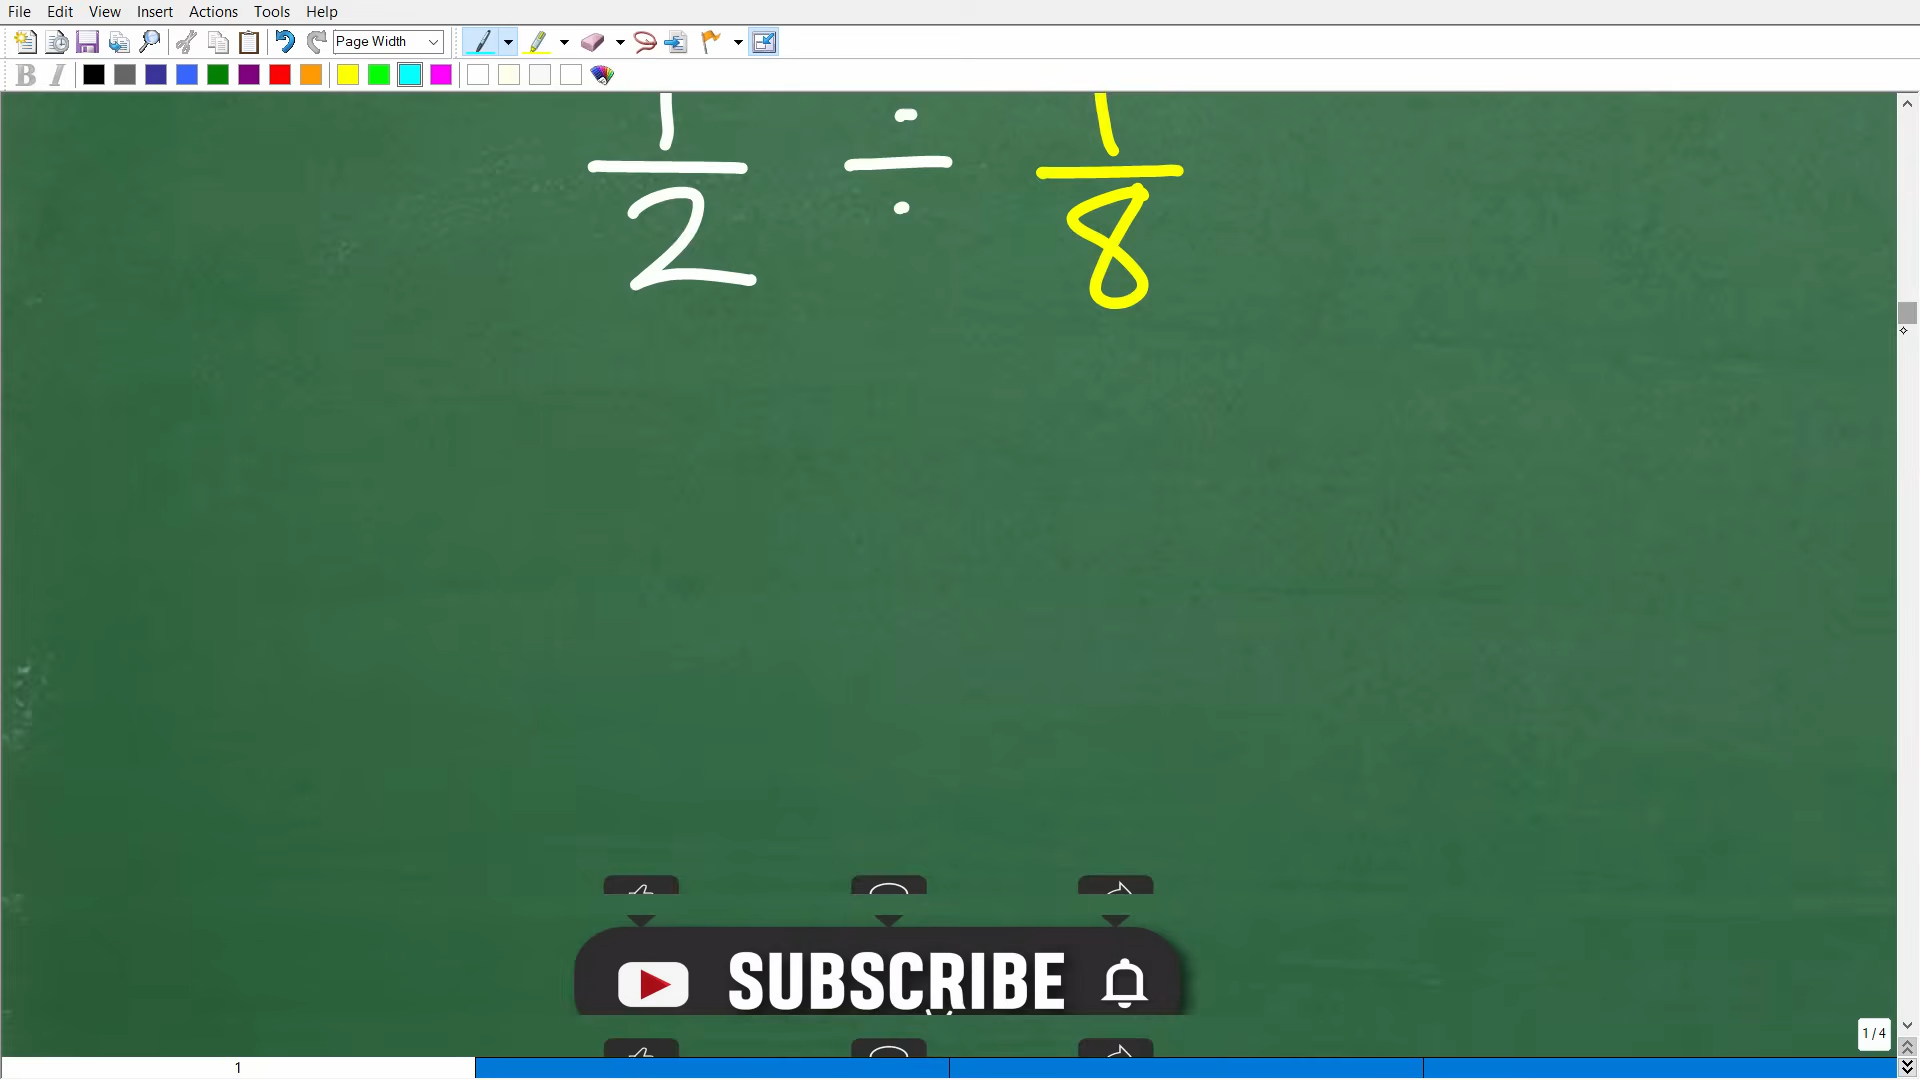 File Edit View Insert Actions Tools Help
Page Width
B I
1/2 ÷ 1/8
SUBSCRIBE
1 / 4
1